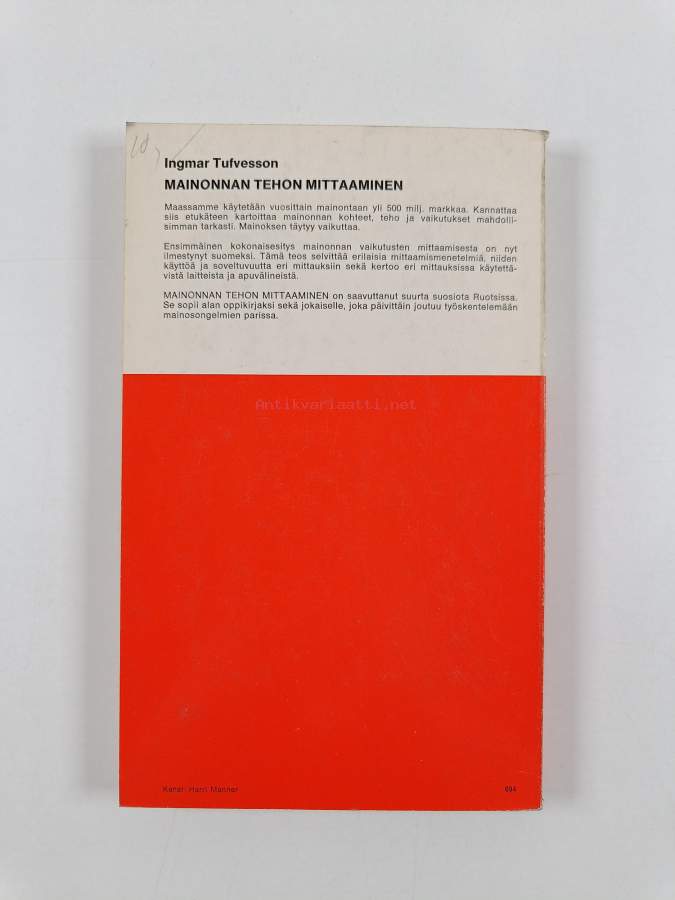 10,
Ingmar Tufvesson
MAINONNAN TEHON MITTAAMINEN
Maassamme käytetään vuosittain mainontaan yli 500 milj. markkaa. Kannattaa
siis etukäteen kartoittaa mainonnan kohteet, teho ja vaikutukset mahdolli-
simman tarkasti. Mainoksen täytyy vaikuttaa.
Ensimmäinen kokonaisesitys mainonnan vaikutusten mittaamisesta on nyt
ilmestynyt suomeksi. Tämä teos selvittää erilaisia mittaamismenetelmiä, niiden
käyttöä ja soveltuvuutta eri mittauksiin sekä kertoo eri mittauksissa käytettä-
vistä laitteista ja apuvälineistä.
MAINONNAN TEHON MITTAAMINEN on saavuttanut suurta suosiota Ruotsissa.
Se sopii alan oppikirjaksi sekä jokaiselle, joka päivittäin joutuu työskentelemään
mainosongelmien parissa.
Antikvariaatti.net
Kansi: Harri Manner